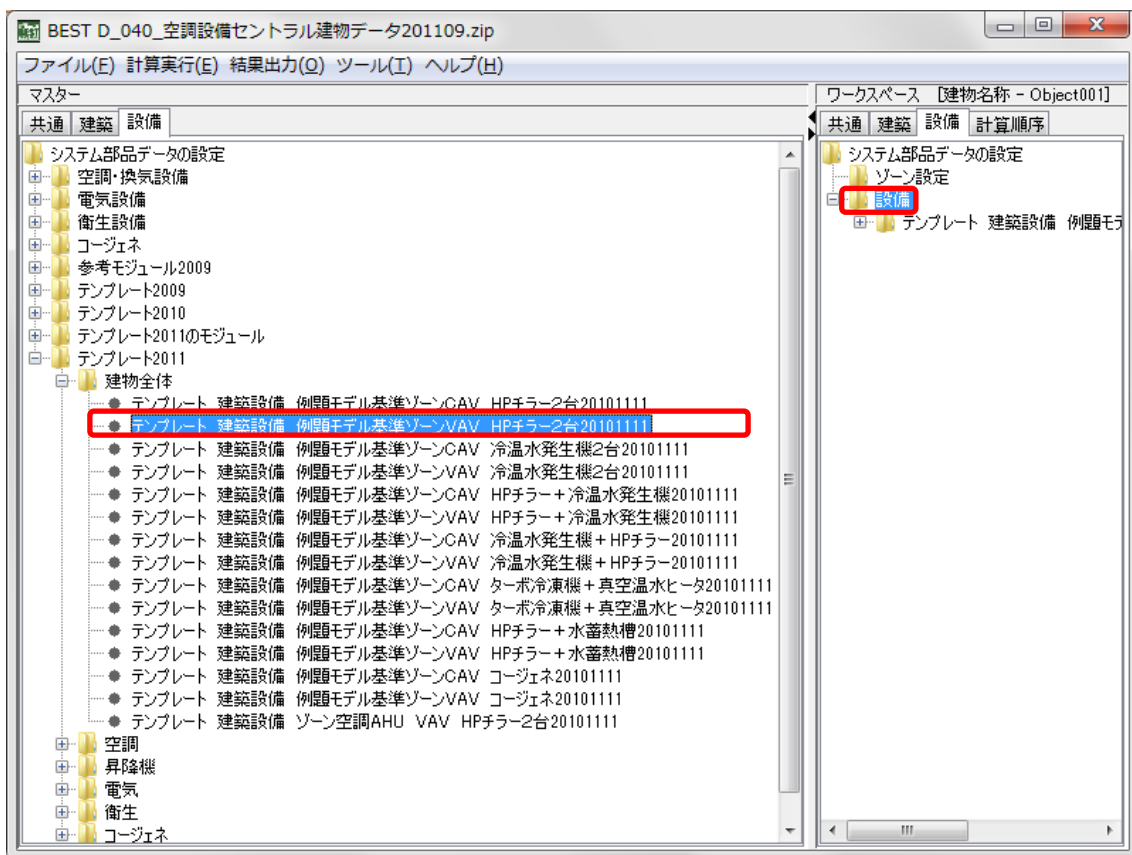 BEST D_040_空調設備セントラル建物データ201109.zip
ファイル(F) 計算実行(E) 結果出力(O) ツール(T) ヘルプ(H)
マスター
共通 建築 設備
システム部品データの設定
空調・換気設備
電気設備
衛生設備
コージェネ
参考モジュール2009
テンプレート2009
テンプレート2010
テンプレート2011のモジュール
テンプレート2011
建物全体
テンプレート 建築設備 例題モデル基準ゾーンCAV HPチラー2台20101111
テンプレート 建築設備 例題モデル基準ゾーンVAV HPチラー2台20101111
テンプレート 建築設備 例題モデル基準ゾーンCAV 冷温水発生機2台20101111
テンプレート 建築設備 例題モデル基準ゾーンVAV 冷温水発生機2台20101111
テンプレート 建築設備 例題モデル基準ゾーンCAV HPチラー+冷温水発生機20101111
テンプレート 建築設備 例題モデル基準ゾーンVAV HPチラー+冷温水発生機20101111
テンプレート 建築設備 例題モデル基準ゾーンCAV 冷温水発生機+HPチラー20101111
テンプレート 建築設備 例題モデル基準ゾーンVAV 冷温水発生機+HPチラー20101111
テンプレート 建築設備 例題モデル基準ゾーンCAV ターボ冷凍機+真空温水ヒータ20101111
テンプレート 建築設備 例題モデル基準ゾーンVAV ターボ冷凍機+真空温水ヒータ20101111
テンプレート 建築設備 例題モデル基準ゾーンCAV HPチラー+水蓄熱槽20101111
テンプレート 建築設備 例題モデル基準ゾーンVAV HPチラー+水蓄熱槽20101111
テンプレート 建築設備 例題モデル基準ゾーンCAV コージェネ20101111
テンプレート 建築設備 例題モデル基準ゾーンVAV コージェネ20101111
テンプレート 建築設備 ゾーン空調AHU VAV HPチラー2台20101111
空調
昇降機
電気
衛生
コージェネ
ワークスペース [建物名称 - Object001]
共通 建築 設備 計算順序
システム部品データの設定
ゾーン設定
設備
テンプレート 建築設備 例題モデ